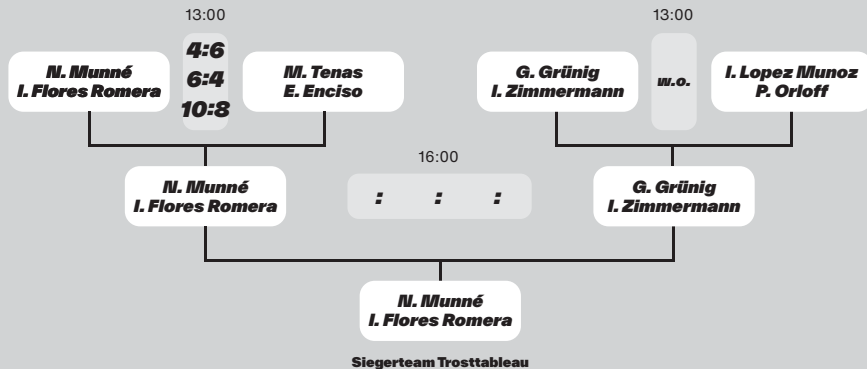 13:00
13:00
N. Munné
I. Flores Romera
4:6
6:4
10:8
M. Tenas
E. Enciso
G. Grünig
I. Zimmermann
w.o.
I. Lopez Munoz
P. Orloff
N. Munné
I. Flores Romera
16:00
: : :
G. Grünig
I. Zimmermann
N. Munné
I. Flores Romera
Siegerteam Trosttableau